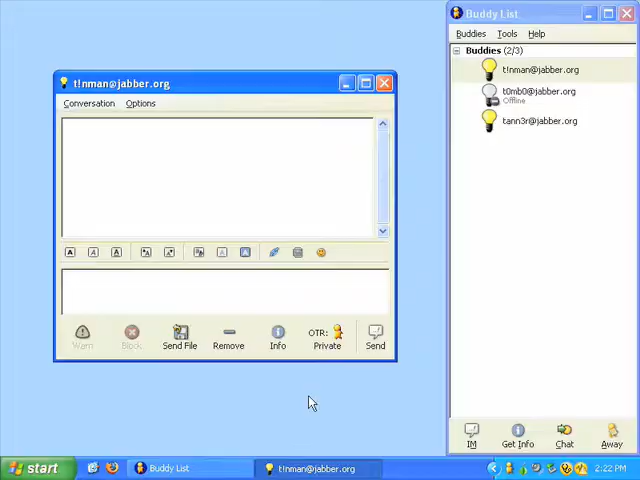 Buddy List
Buddies Tools Help
Buddies (2/3)
t!nman@jabber.org
t0mb0@jabber.org
Offline
tann3r@jabber.org
t!nman@jabber.org
Conversation Options
Warn Block Send File Remove Info OTR: Private Send
IM Get Info Chat Away
start Buddy List t!nman@jabber.org 2:22 PM